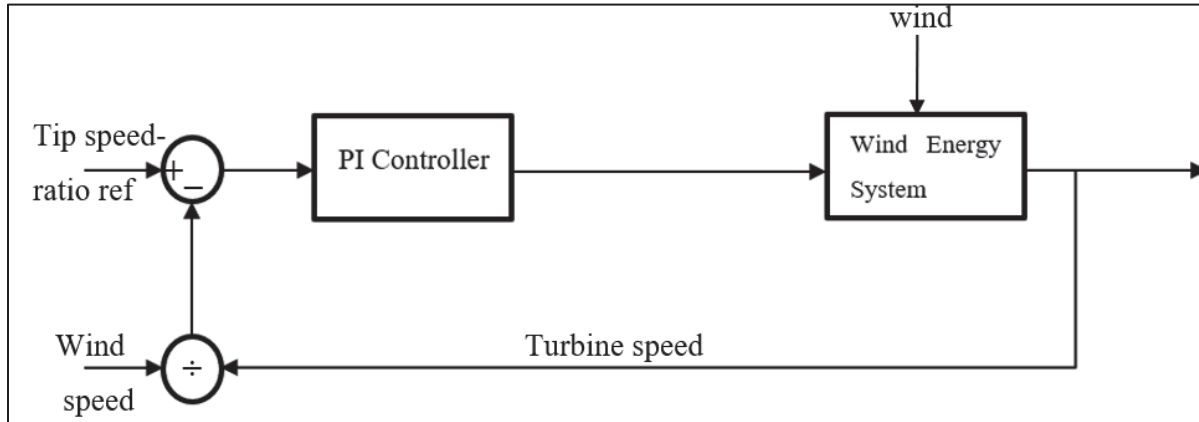 wind
Tip speed-
ratio ref
+
−
PI Controller
Wind Energy
System
Wind
speed
÷
Turbine speed